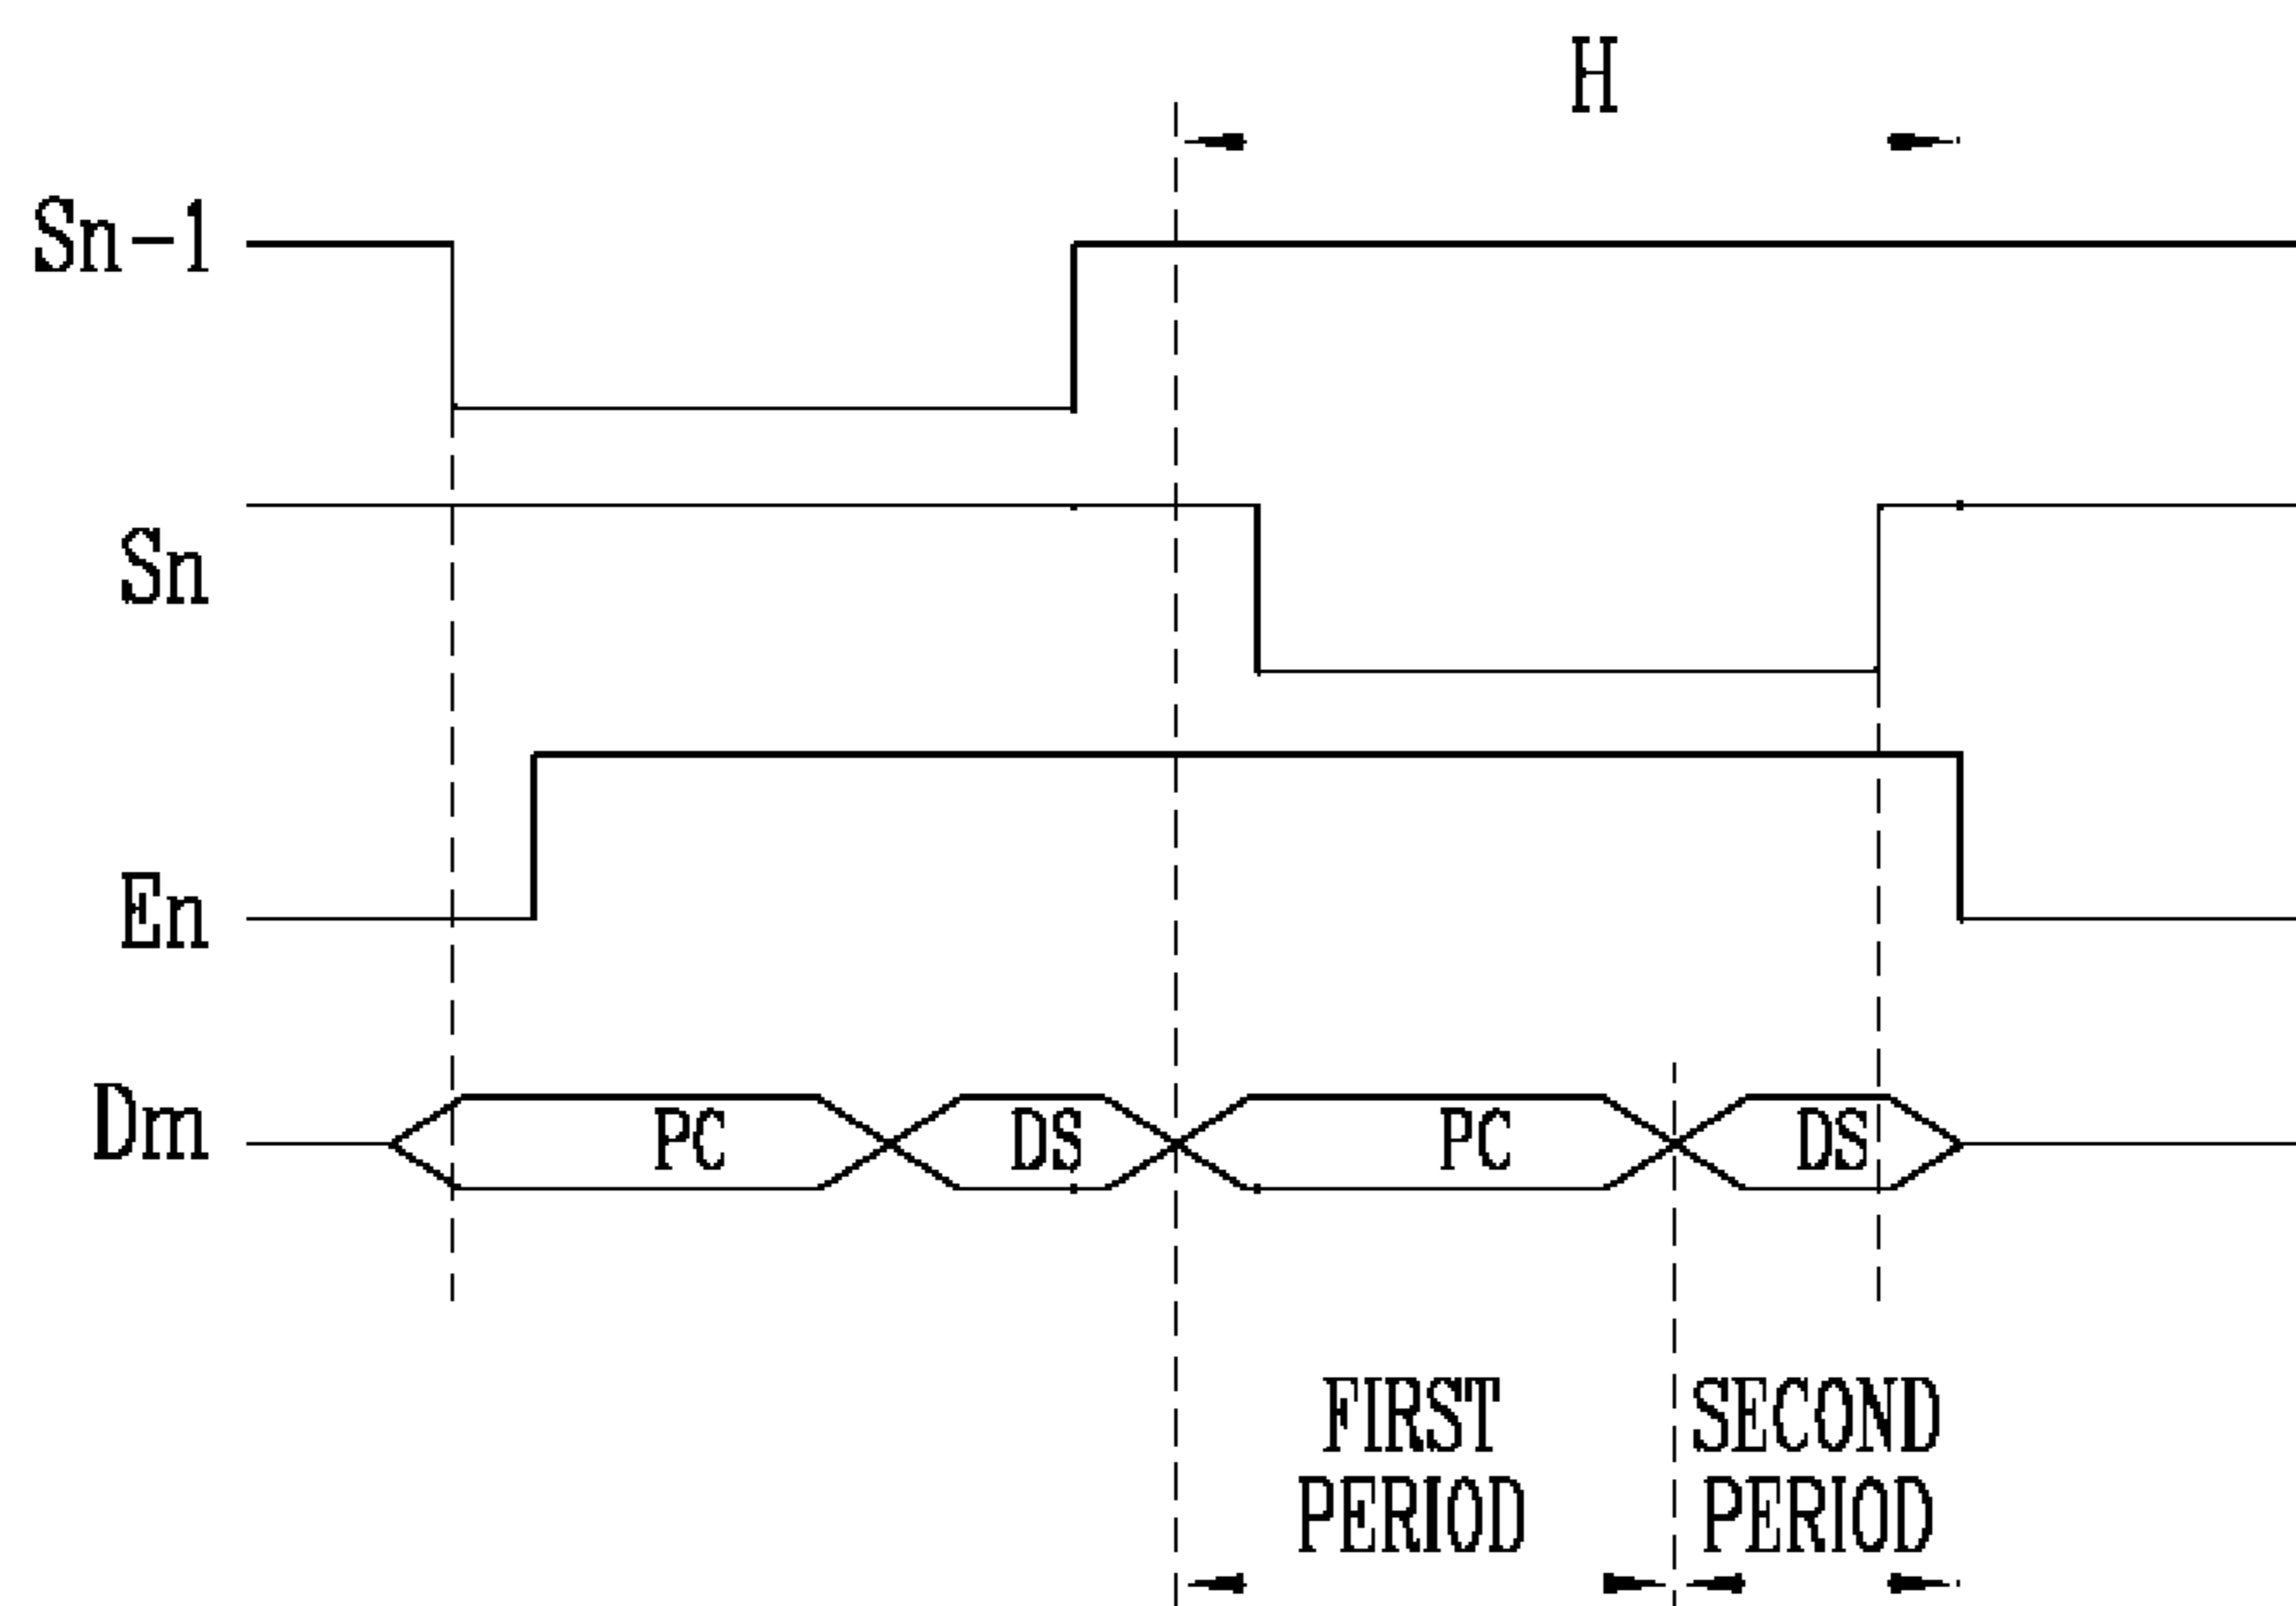 H
Sn-1
Sn
En
Dm
PC DS PC DS
FIRST SECOND
PERIOD PERIOD